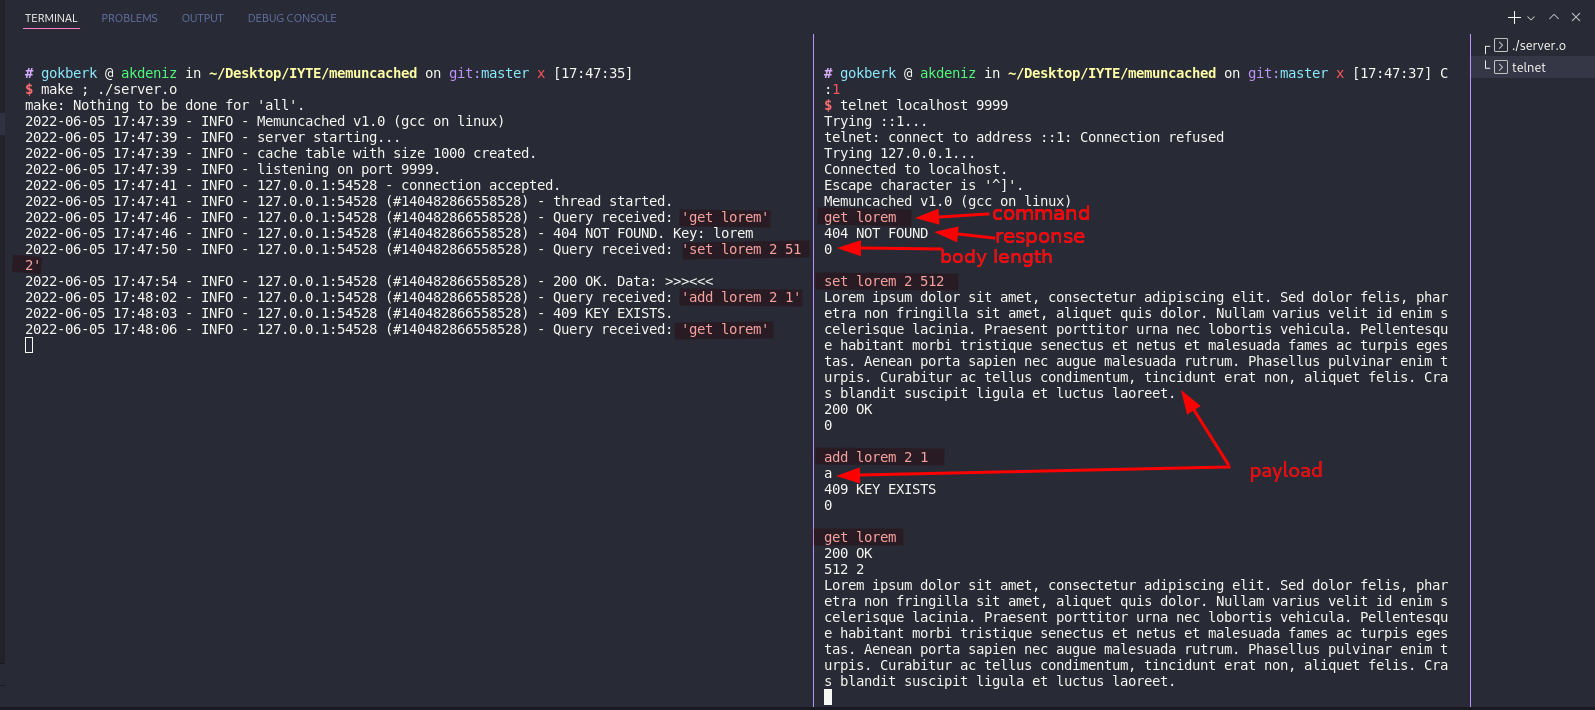 TERMINAL PROBLEMS OUTPUT DEBUG CONSOLE
# gokberk @ akdeniz in ~/Desktop/IYTE/memuncached on git:master x [17:47:35]
$ make ; ./server.o
make: Nothing to be done for 'all'.
2022-06-05 17:47:39 - INFO - Memuncached v1.0 (gcc on linux)
2022-06-05 17:47:39 - INFO - server starting...
2022-06-05 17:47:39 - INFO - cache table with size 1000 created.
2022-06-05 17:47:39 - INFO - listening on port 9999.
2022-06-05 17:47:41 - INFO - 127.0.0.1:54528 - connection accepted.
2022-06-05 17:47:41 - INFO - 127.0.0.1:54528 (#140482866558528) - thread started.
2022-06-05 17:47:46 - INFO - 127.0.0.1:54528 (#140482866558528) - Query received: 'get lorem'
2022-06-05 17:47:46 - INFO - 127.0.0.1:54528 (#140482866558528) - 404 NOT FOUND. Key: lorem
2022-06-05 17:47:50 - INFO - 127.0.0.1:54528 (#140482866558528) - Query received: 'set lorem 2 51
2'
2022-06-05 17:47:54 - INFO - 127.0.0.1:54528 (#140482866558528) - 200 OK. Data: >>><<<
2022-06-05 17:48:02 - INFO - 127.0.0.1:54528 (#140482866558528) - Query received: 'add lorem 2 1'
2022-06-05 17:48:03 - INFO - 127.0.0.1:54528 (#140482866558528) - 409 KEY EXISTS.
2022-06-05 17:48:06 - INFO - 127.0.0.1:54528 (#140482866558528) - Query received: 'get lorem'
# gokberk @ akdeniz in ~/Desktop/IYTE/memuncached on git:master x [17:47:37] C
:1
$ telnet localhost 9999
Trying ::1...
telnet: connect to address ::1: Connection refused
Trying 127.0.0.1...
Connected to localhost.
Escape character is '^]'.
Memuncached v1.0 (gcc on linux)
get lorem command
404 NOT FOUND response
0 body length
set lorem 2 512
Lorem ipsum dolor sit amet, consectetur adipiscing elit. Sed dolor felis, phar
etra non fringilla sit amet, aliquet quis dolor. Nullam varius velit id enim s
celerisque lacinia. Praesent porttitor urna nec lobortis vehicula. Pellentesqu
e habitant morbi tristique senectus et netus et malesuada fames ac turpis eges
tas. Aenean porta sapien nec augue malesuada rutrum. Phasellus pulvinar enim t
urpis. Curabitur ac tellus condimentum, tincidunt erat non, aliquet felis. Cra
s blandit suscipit ligula et luctus laoreet.
200 OK
0
add lorem 2 1
a payload
409 KEY EXISTS
0
get lorem
200 OK
512 2
Lorem ipsum dolor sit amet, consectetur adipiscing elit. Sed dolor felis, phar
etra non fringilla sit amet, aliquet quis dolor. Nullam varius velit id enim s
celerisque lacinia. Praesent porttitor urna nec lobortis vehicula. Pellentesqu
e habitant morbi tristique senectus et netus et malesuada fames ac turpis eges
tas. Aenean porta sapien nec augue malesuada rutrum. Phasellus pulvinar enim t
urpis. Curabitur ac tellus condimentum, tincidunt erat non, aliquet felis. Cra
s blandit suscipit ligula et luctus laoreet.
./server.o
telnet